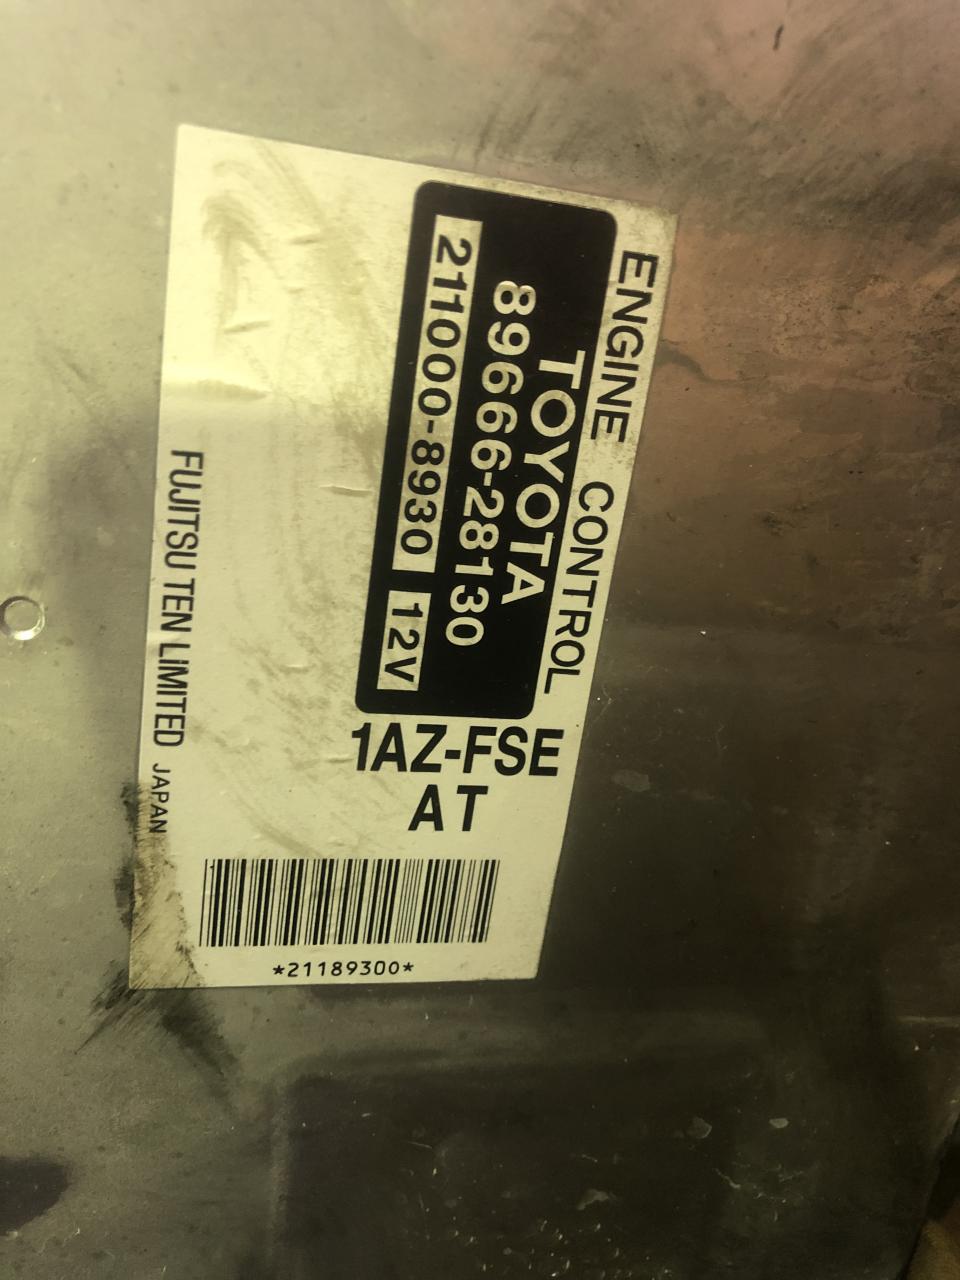 ENGINE CONTROL
TOYOTA
89666-28130
211000-8930 12V
1AZ-FSE
AT
*21189300*
FUJITSU TEN LIMITED JAPAN